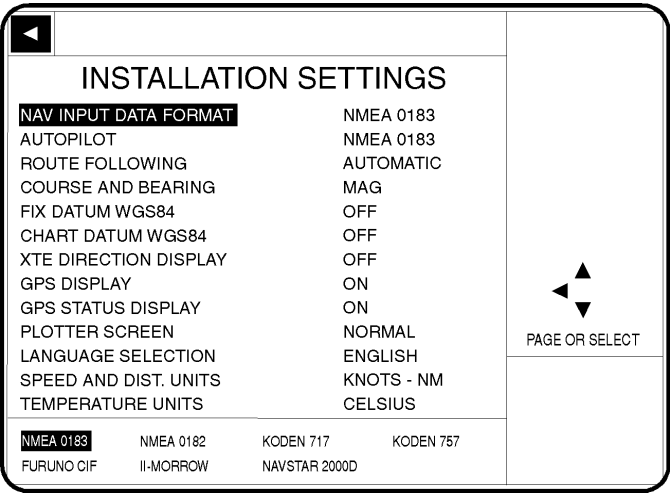 INSTALLATION SETTINGS
NAV INPUT DATA FORMAT NMEA 0183
AUTOPILOT NMEA 0183
ROUTE FOLLOWING AUTOMATIC
COURSE AND BEARING MAG
FIX DATUM WGS84 OFF
CHART DATUM WGS84 OFF
XTE DIRECTION DISPLAY OFF
GPS DISPLAY ON
GPS STATUS DISPLAY ON
PLOTTER SCREEN NORMAL
LANGUAGE SELECTION ENGLISH
SPEED AND DIST. UNITS KNOTS - NM
TEMPERATURE UNITS CELSIUS
PAGE OR SELECT
NMEA 0183 NMEA 0182 KODEN 717 KODEN 757
FURUNO CIF II-MORROW NAVSTAR 2000D